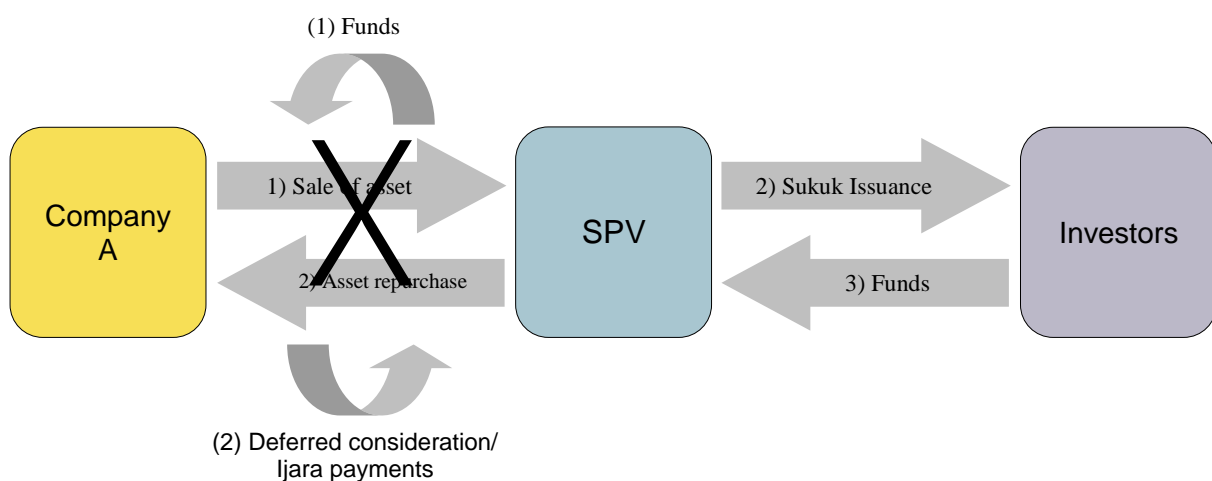 (1) Funds
Company
A
1) Sale of asset
SPV
2) Sukuk Issuance
Investors
2) Asset repurchase
3) Funds
(2) Deferred consideration/
Ijara payments